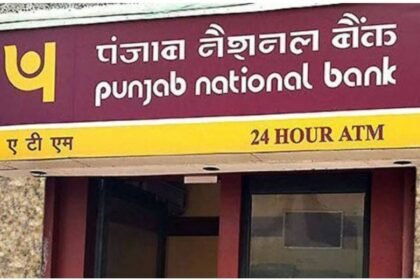 पंजाब नैशनल बैंक
punjab national bank
ए टी एम 24 HOUR ATM